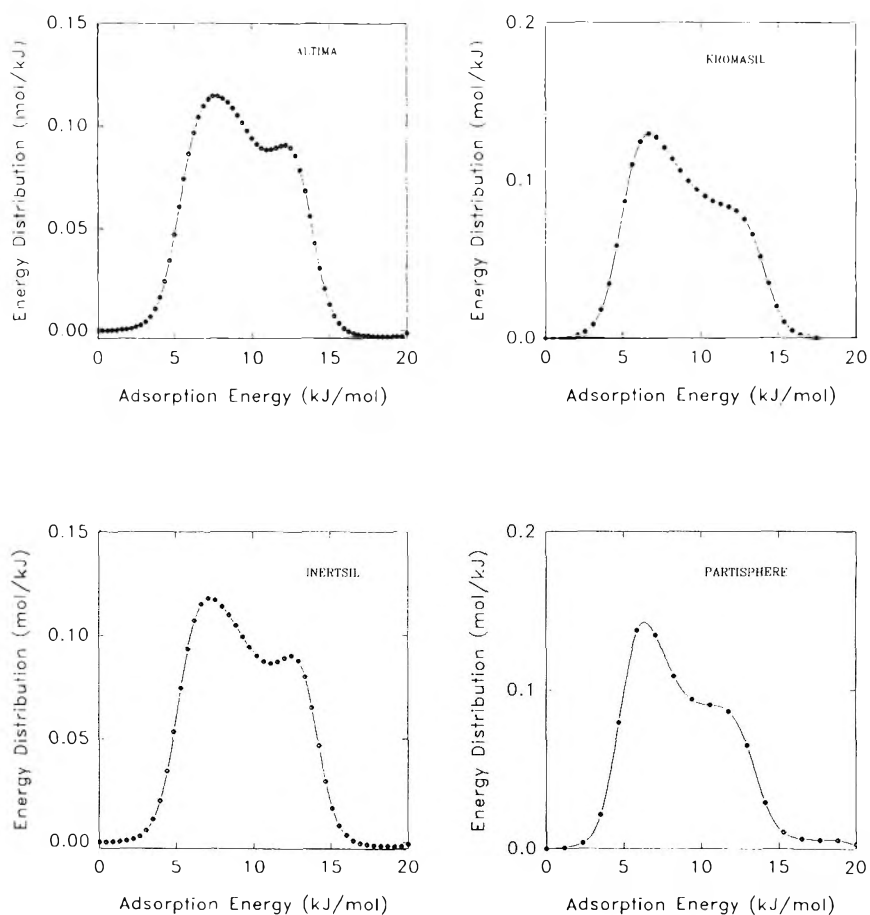 0.15
ALTIMA
0.10
0.05
0.00
Energy Distribution (mol/kJ)
0 5 10 15 20
Adsorption Energy (kJ/mol)
0.2
KROMASIL
0.1
0.0
Energy Distribution (mol/kJ)
0 5 10 15 20
Adsorption Energy (kJ/mol)
0.15
INERTSIL
0.10
0.05
0.00
Energy Distribution (mol/kJ)
0 5 10 15 20
Adsorption Energy (kJ/mol)
0.2
PARTISPHERE
0.1
0.0
Energy Distribution (mol/kJ)
0 5 10 15 20
Adsorption Energy (kJ/mol)